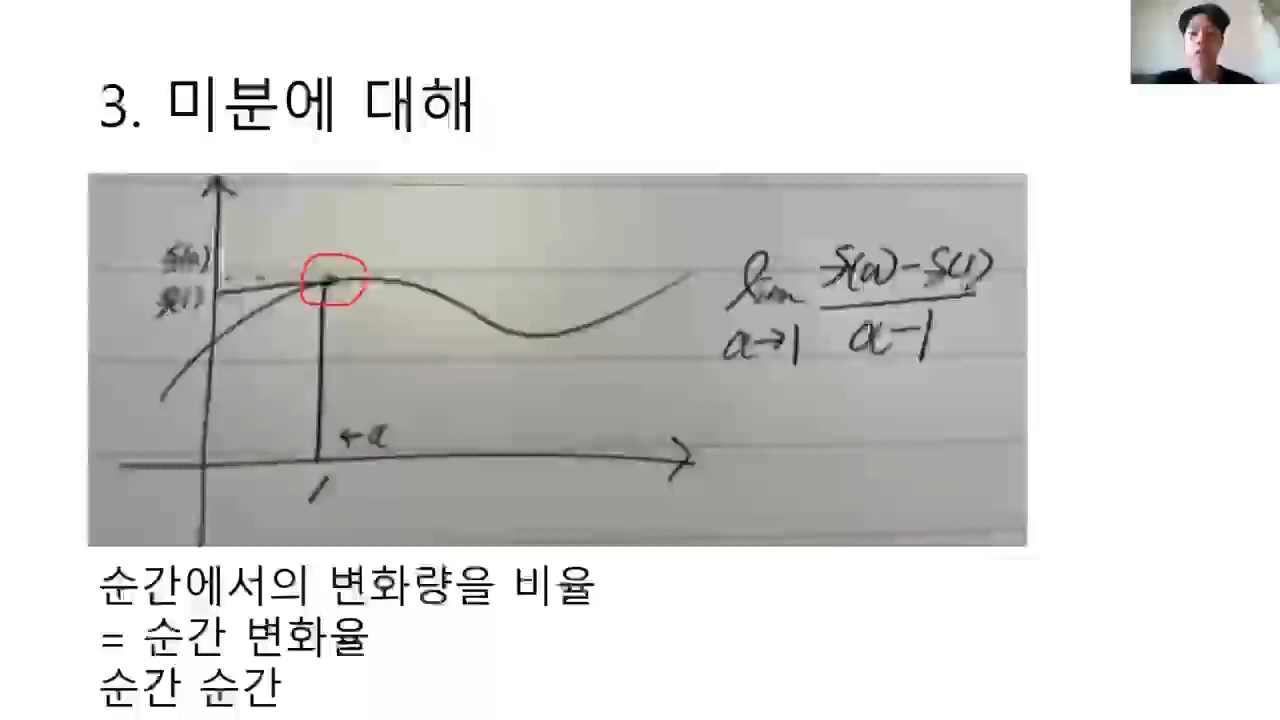 3. 미분에 대해
f(a)
f(1)
←a
1
lim f(a)-f(1)
a→1 a-1
순간에서의 변화량을 비율
= 순간 변화율
순간 순간